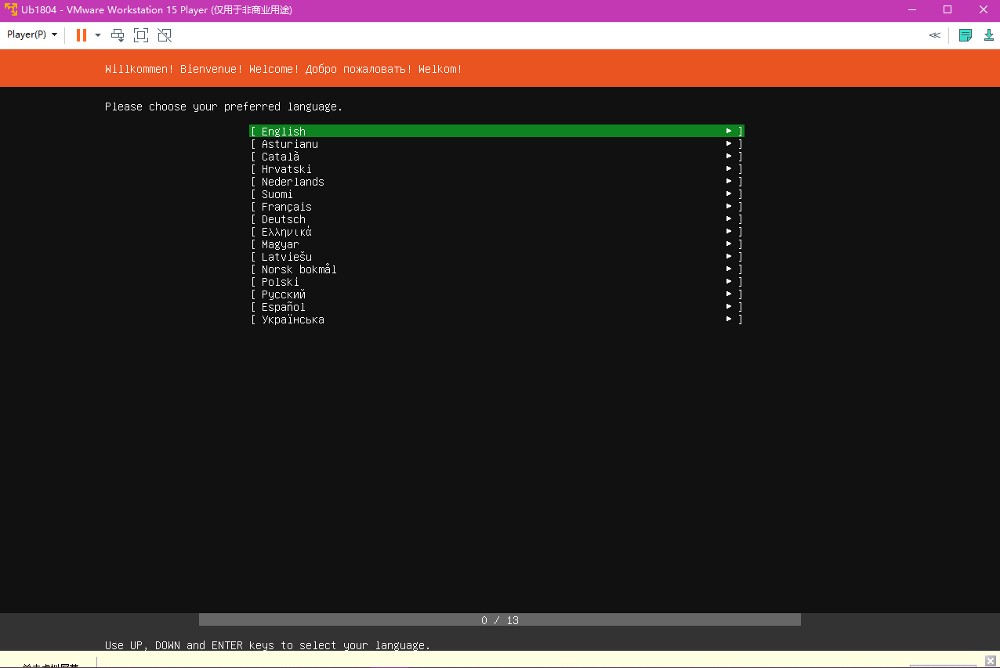 Ub1804 - VMware Workstation 15 Player (仅用于非商业用途)
Player(P)
Willkommen! Bienvenue! Welcome! Добро пожаловать! Welkom!
Please choose your preferred language.
[ English ▸ ]
[ Asturianu ▸ ]
[ Català ▸ ]
[ Hrvatski ▸ ]
[ Nederlands ▸ ]
[ Suomi ▸ ]
[ Français ▸ ]
[ Deutsch ▸ ]
[ Ελληνικά ▸ ]
[ Magyar ▸ ]
[ Latviešu ▸ ]
[ Norsk bokmål ▸ ]
[ Polski ▸ ]
[ Русский ▸ ]
[ Español ▸ ]
[ Українська ▸ ]
0 / 13
Use UP, DOWN and ENTER keys to select your language.